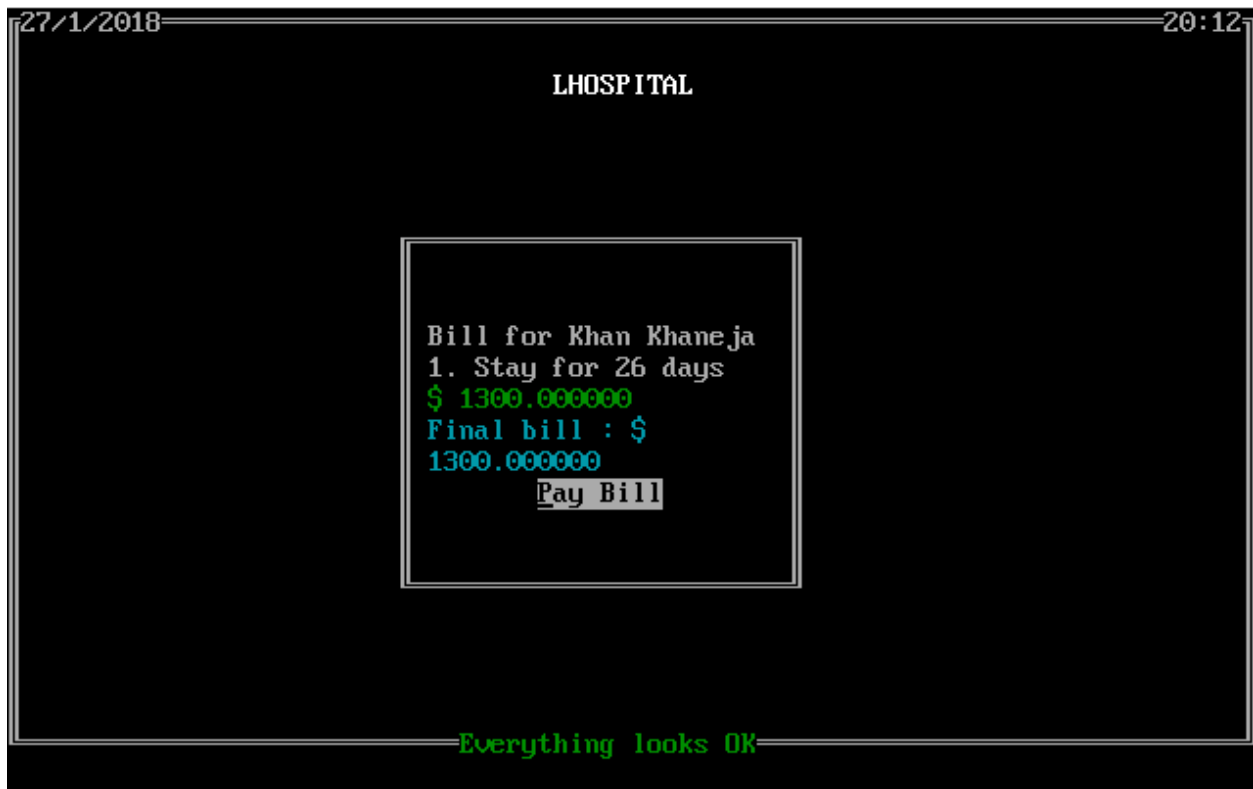 27/1/2018 20:12
LHOSPITAL
Bill for Khan Khaneja
1. Stay for 26 days
$ 1300.000000
Final bill : $
1300.000000
Pay Bill
Everything looks OK